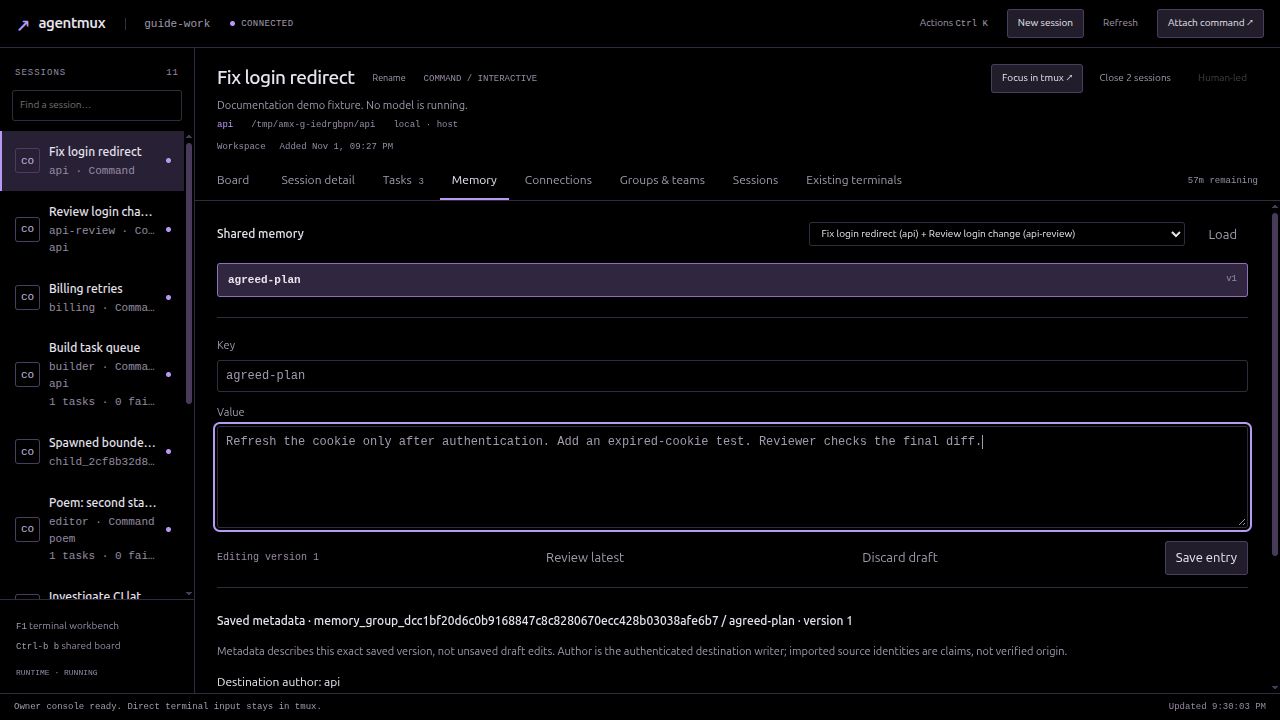 agentmux guide-work CONNECTED Actions Ctrl K New session Refresh Attach command ↗
SESSIONS 11
Find a session…
Fix login redirect
CO
api · Command
Review login cha…
CO
api-review · Co…
api
Billing retries
CO
billing · Comma…
Build task queue
CO
builder · Comma…
api
1 tasks · 0 fai…
Spawned bounde…
CO
child_2cf8b32d8…
Poem: second sta…
CO
editor · Command
poem
1 tasks · 0 fai…
F1 terminal workbench
Ctrl-b b shared board
RUNTIME · RUNNING
Fix login redirect Rename COMMAND / INTERACTIVE Focus in tmux ↗ Close 2 sessions Human-led
Documentation demo fixture. No model is running.
api /tmp/amx-g-iedrgbpn/api local · host
Workspace Added Nov 1, 09:27 PM
Board Session detail Tasks 3 Memory Connections Groups & teams Sessions Existing terminals 57m remaining
Shared memory Fix login redirect (api) + Review login change (api-review) Load
agreed-plan v1
Key
agreed-plan
Value
Refresh the cookie only after authentication. Add an expired-cookie test. Reviewer checks the final diff.
Editing version 1 Review latest Discard draft Save entry
Saved metadata · memory_group_dcc1bf20d6c0b9168847c8c8280670ecc428b03038afe6b7 / agreed-plan · version 1
Metadata describes this exact saved version, not unsaved draft edits. Author is the authenticated destination writer; imported source identities are claims, not verified origin.
Destination author: api
Owner console ready. Direct terminal input stays in tmux. Updated 9:30:03 PM